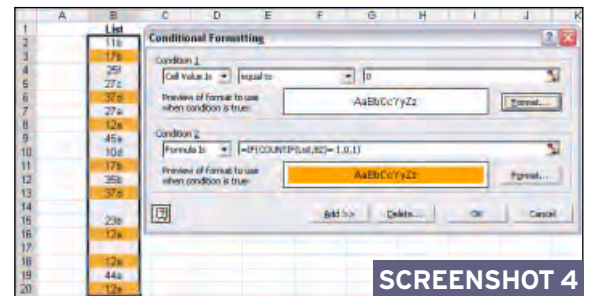 A B C D E F G H I J K
1 List
2 11b
3 17b
4 25f
5 27c
6 37d
7 27a
8 12a
9 45a
10 10d
11 17b
12 35b
13 37d
14
15 23b
16 12a
17
18 12a
19 44a
20 12a
Conditional Formatting
Condition 1
Cell Value Is equal to 0
Preview of format to use when condition is true: AaBbCcYyZz Format...
Condition 2
Formula Is =IF(COUNTIF(List,B2)=1,0,1)
Preview of format to use when condition is true: AaBbCcYyZz Format...
Add >> Delete... OK Cancel
SCREENSHOT 4